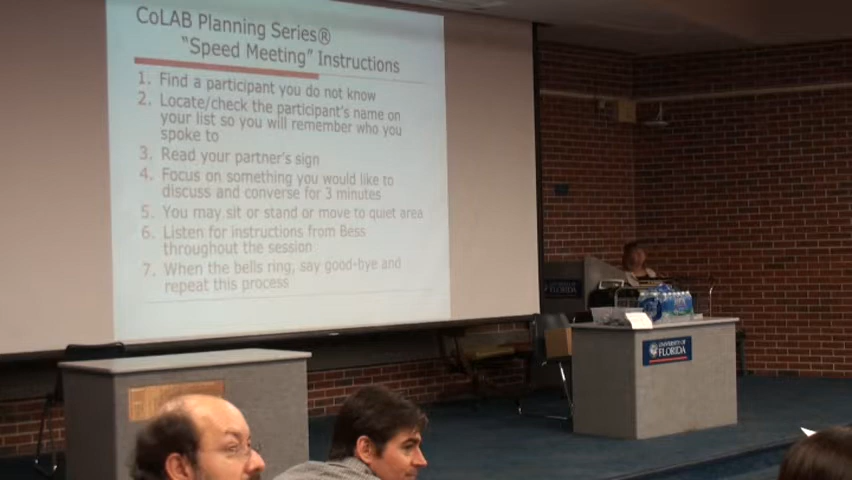 CoLAB Planning Series®
"Speed Meeting" Instructions
1. Find a participant you do not know
2. Locate/check the participant's name on
your list so you will remember who you
spoke to
3. Read your partner's sign
4. Focus on something you would like to
discuss and converse for 3 minutes
5. You may sit or stand or move to quiet area
6. Listen for instructions from Bess
throughout the session
7. When the bells ring, say good-bye and
repeat this process
FLORIDA
UNIVERSITY OF
FLORIDA